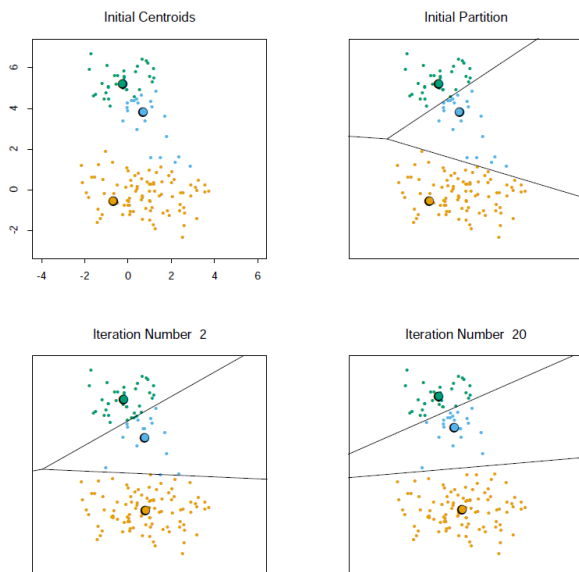 Initial Centroids
Initial Partition
6
4
2
0
-2
-4 -2 0 2 4 6
Iteration Number 2
Iteration Number 20